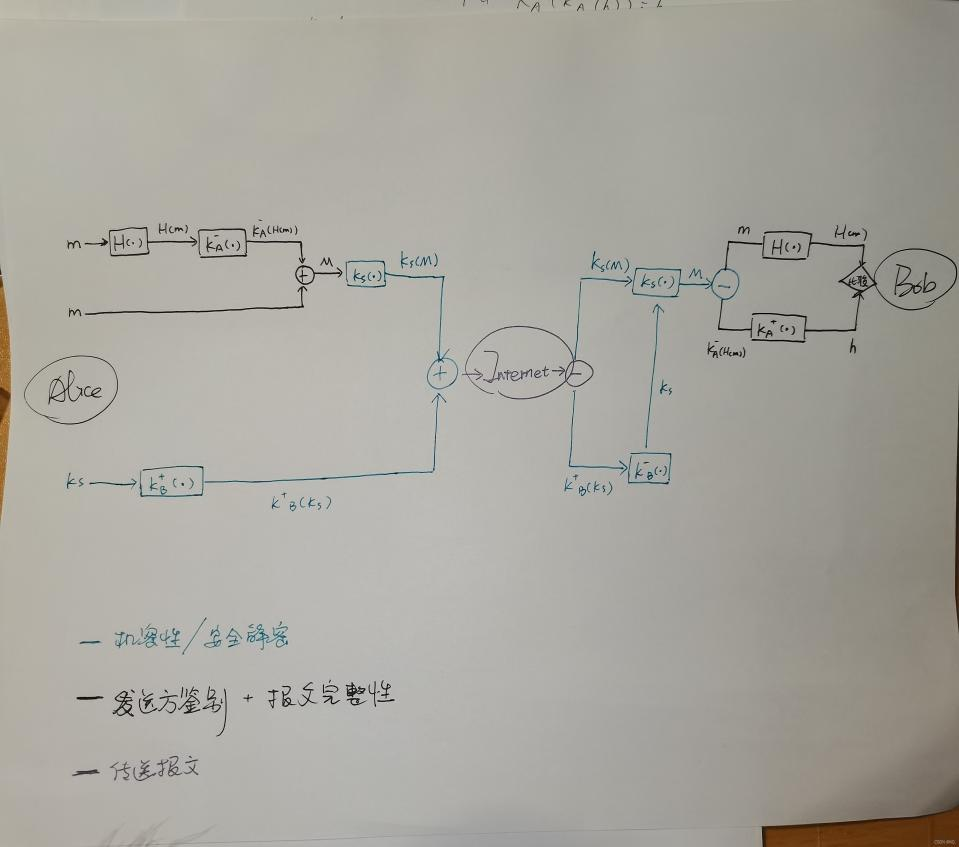 m H(·) H(m) K⁻A(·) K⁻A(H(m))
M Ks(·) Ks(M)
m
Alice
Ks K⁺B(·) K⁺B(Ks)
Internet
Ks(M) Ks(·) M
K⁺B(Ks) K⁻B(·) Ks
m H(·) H(m)
K⁻A(H(m)) K⁺A(·) h
比较
Bob
— 机密性/安全解密
— 发送方鉴别 + 报文完整性
— 传送报文